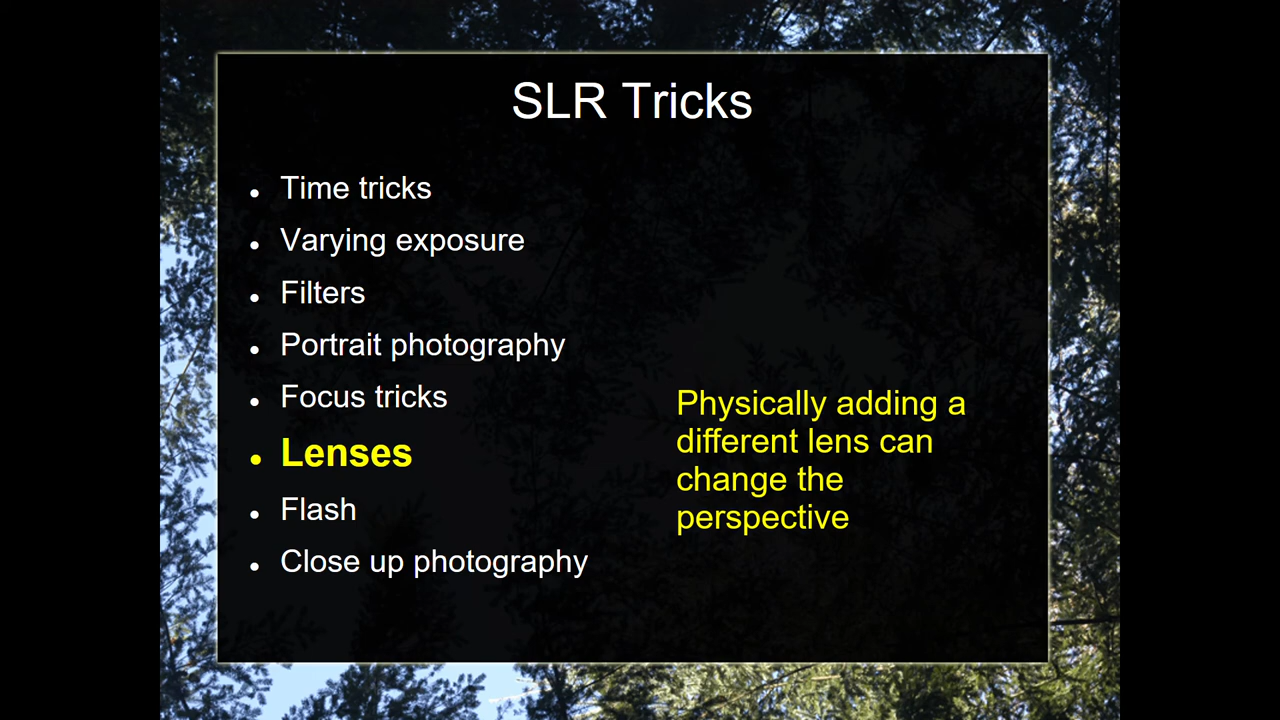 SLR Tricks
Time tricks
Varying exposure
Filters
Portrait photography
Focus tricks
Lenses
Flash
Close up photography
Physically adding a
different lens can
change the
perspective